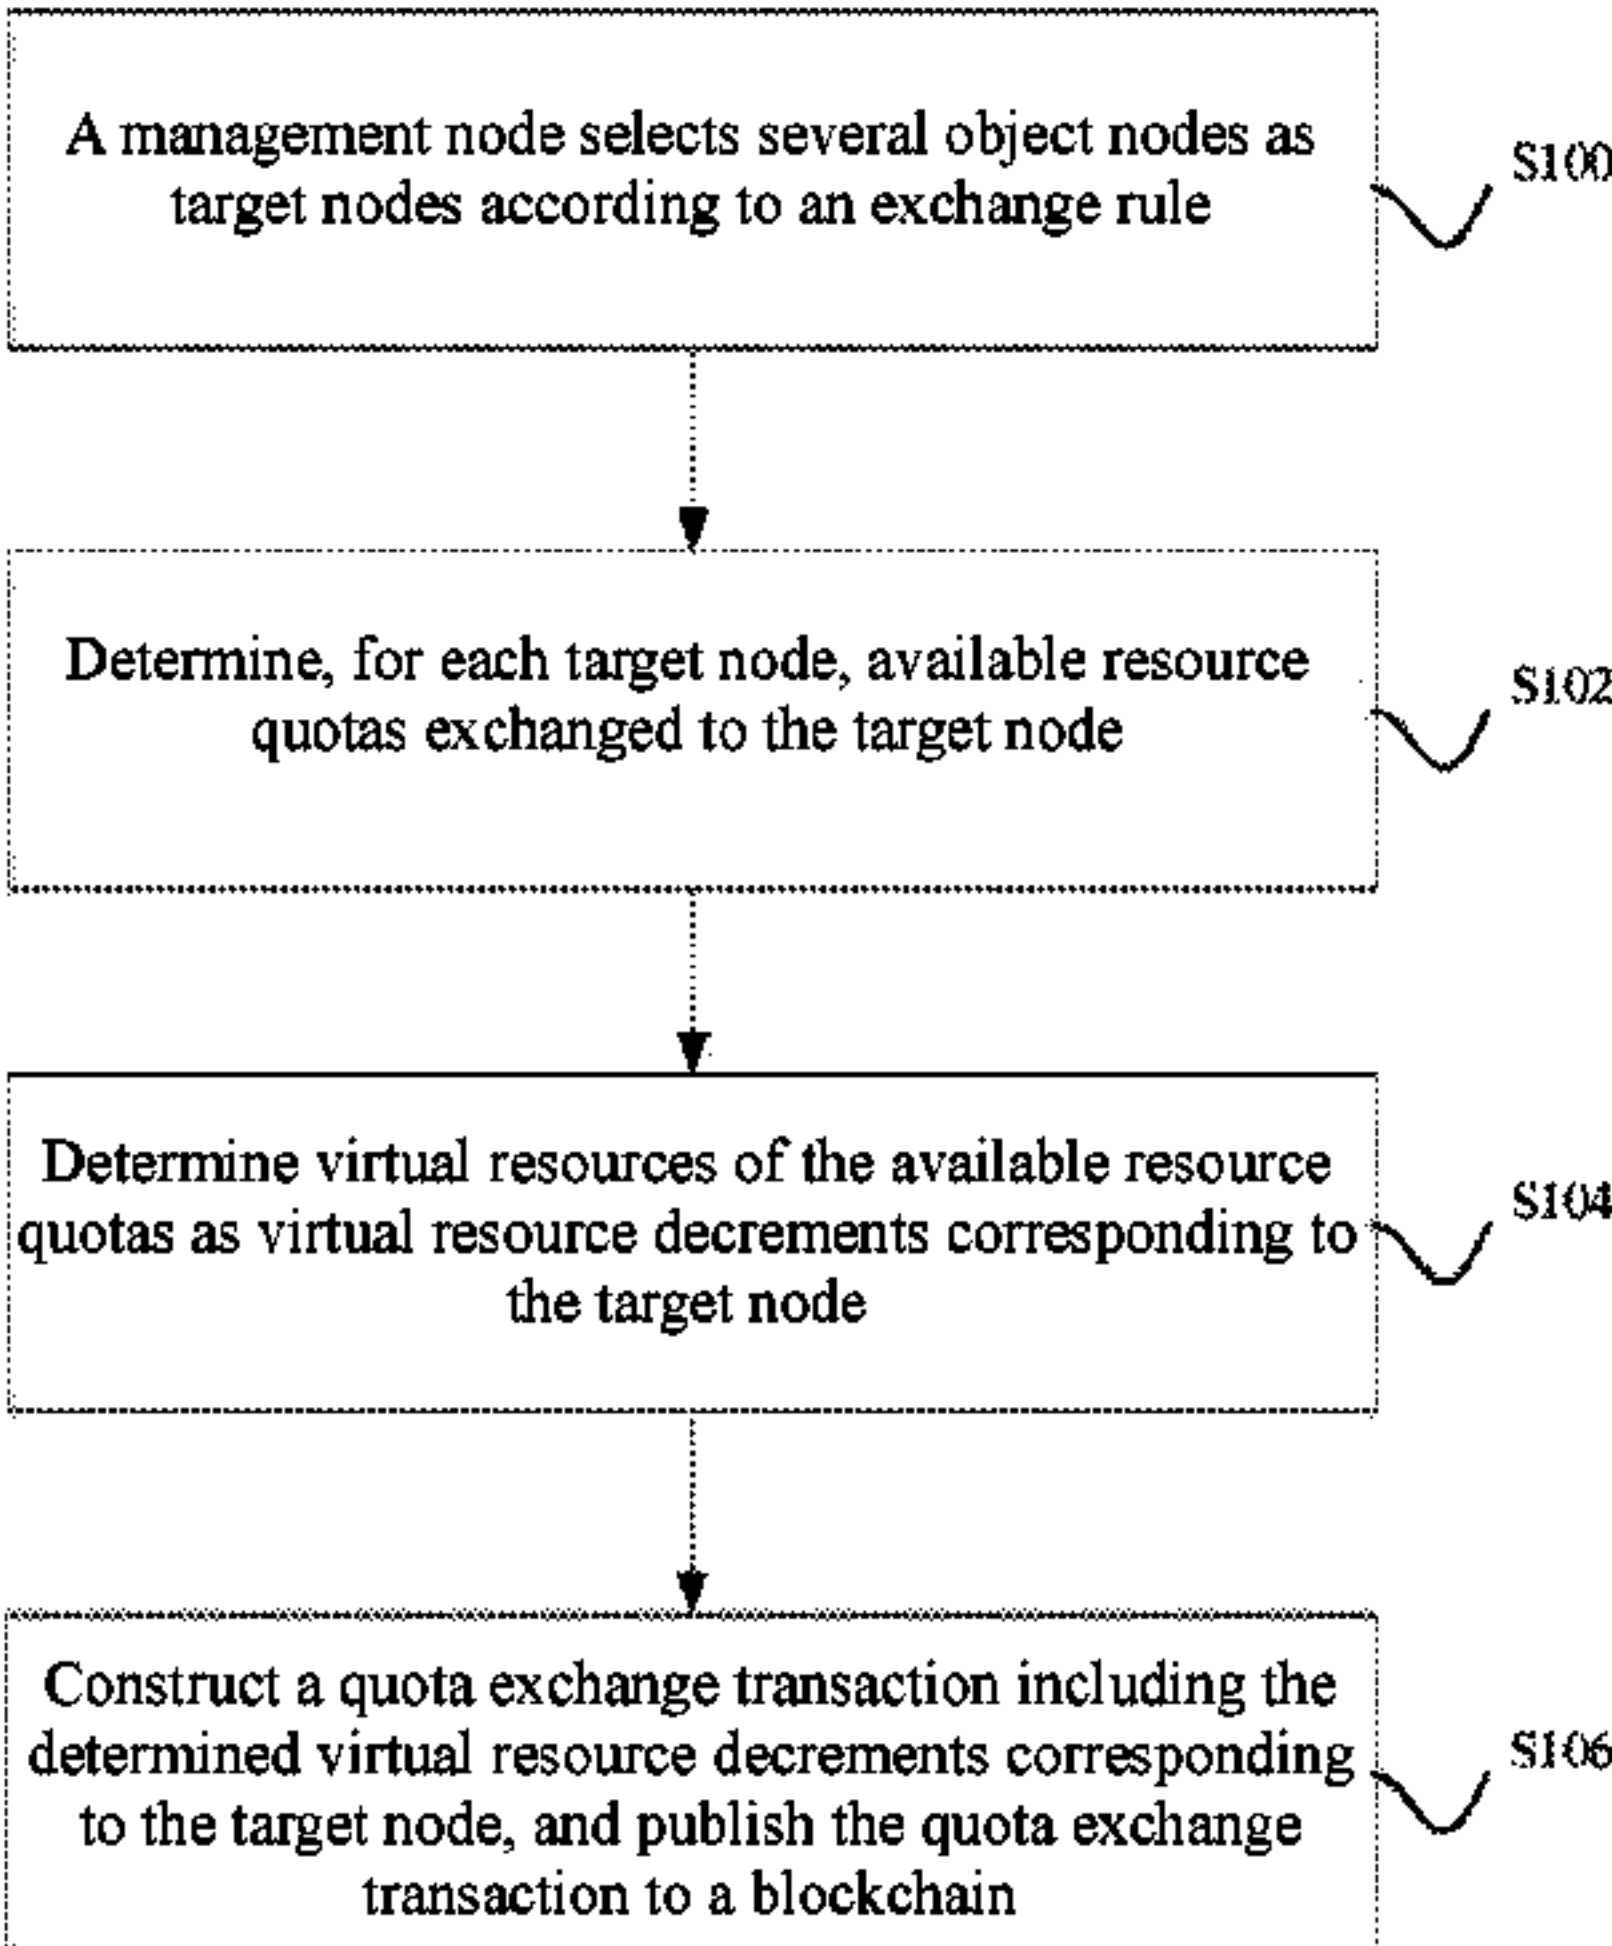 A management node selects several object nodes as
target nodes according to an exchange rule
S100
Determine, for each target node, available resource
quotas exchanged to the target node
S102
Determine virtual resources of the available resource
quotas as virtual resource decrements corresponding to
the target node
S104
Construct a quota exchange transaction including the
determined virtual resource decrements corresponding
to the target node, and publish the quota exchange
transaction to a blockchain
S106